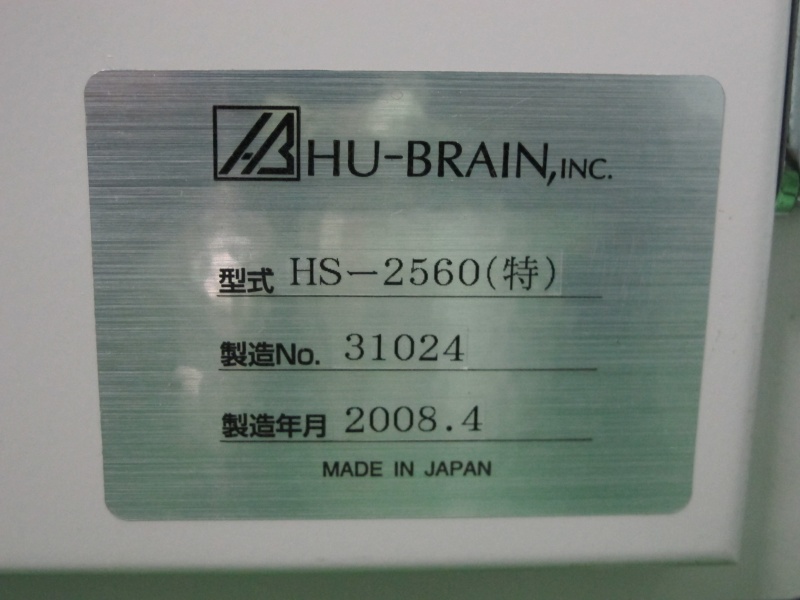 HB HU-BRAIN, INC.
型式 HS-2560(特)
製造No. 31024
製造年月 2008.4
MADE IN JAPAN